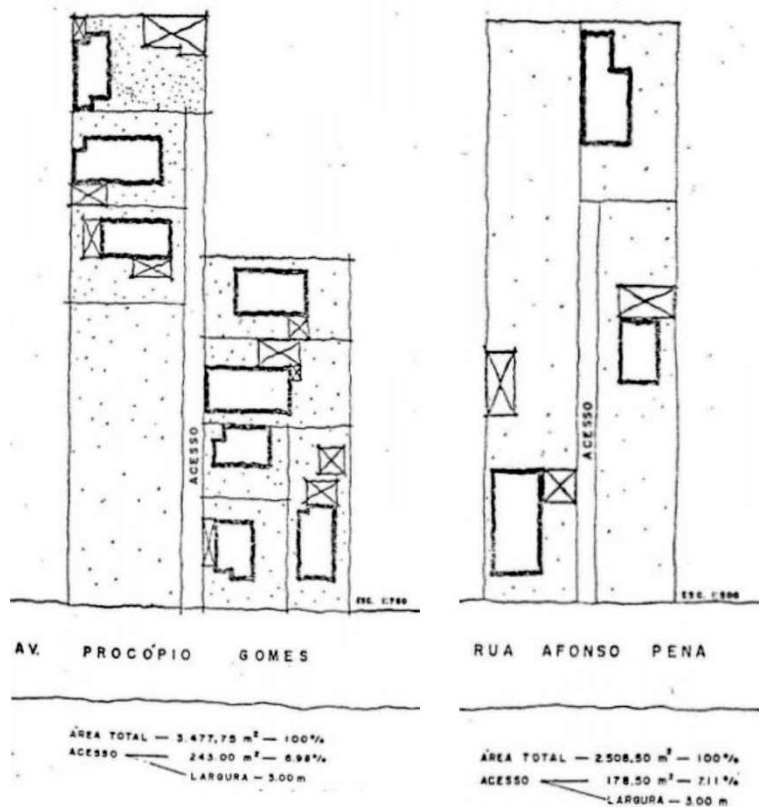 ACESSO
ESC. 1:750
AV. PROCÓPIO GOMES
ÁREA TOTAL — 3.477,75 m² — 100%
ACESSO — 243.00 m² — 6.98%
LARGURA — 3.00 m
ACESSO
ESC. 1:500
RUA AFONSO PENA
ÁREA TOTAL — 2.508,50 m² — 100%
ACESSO — 178,50 m² — 7.11%
LARGURA — 3.00 m